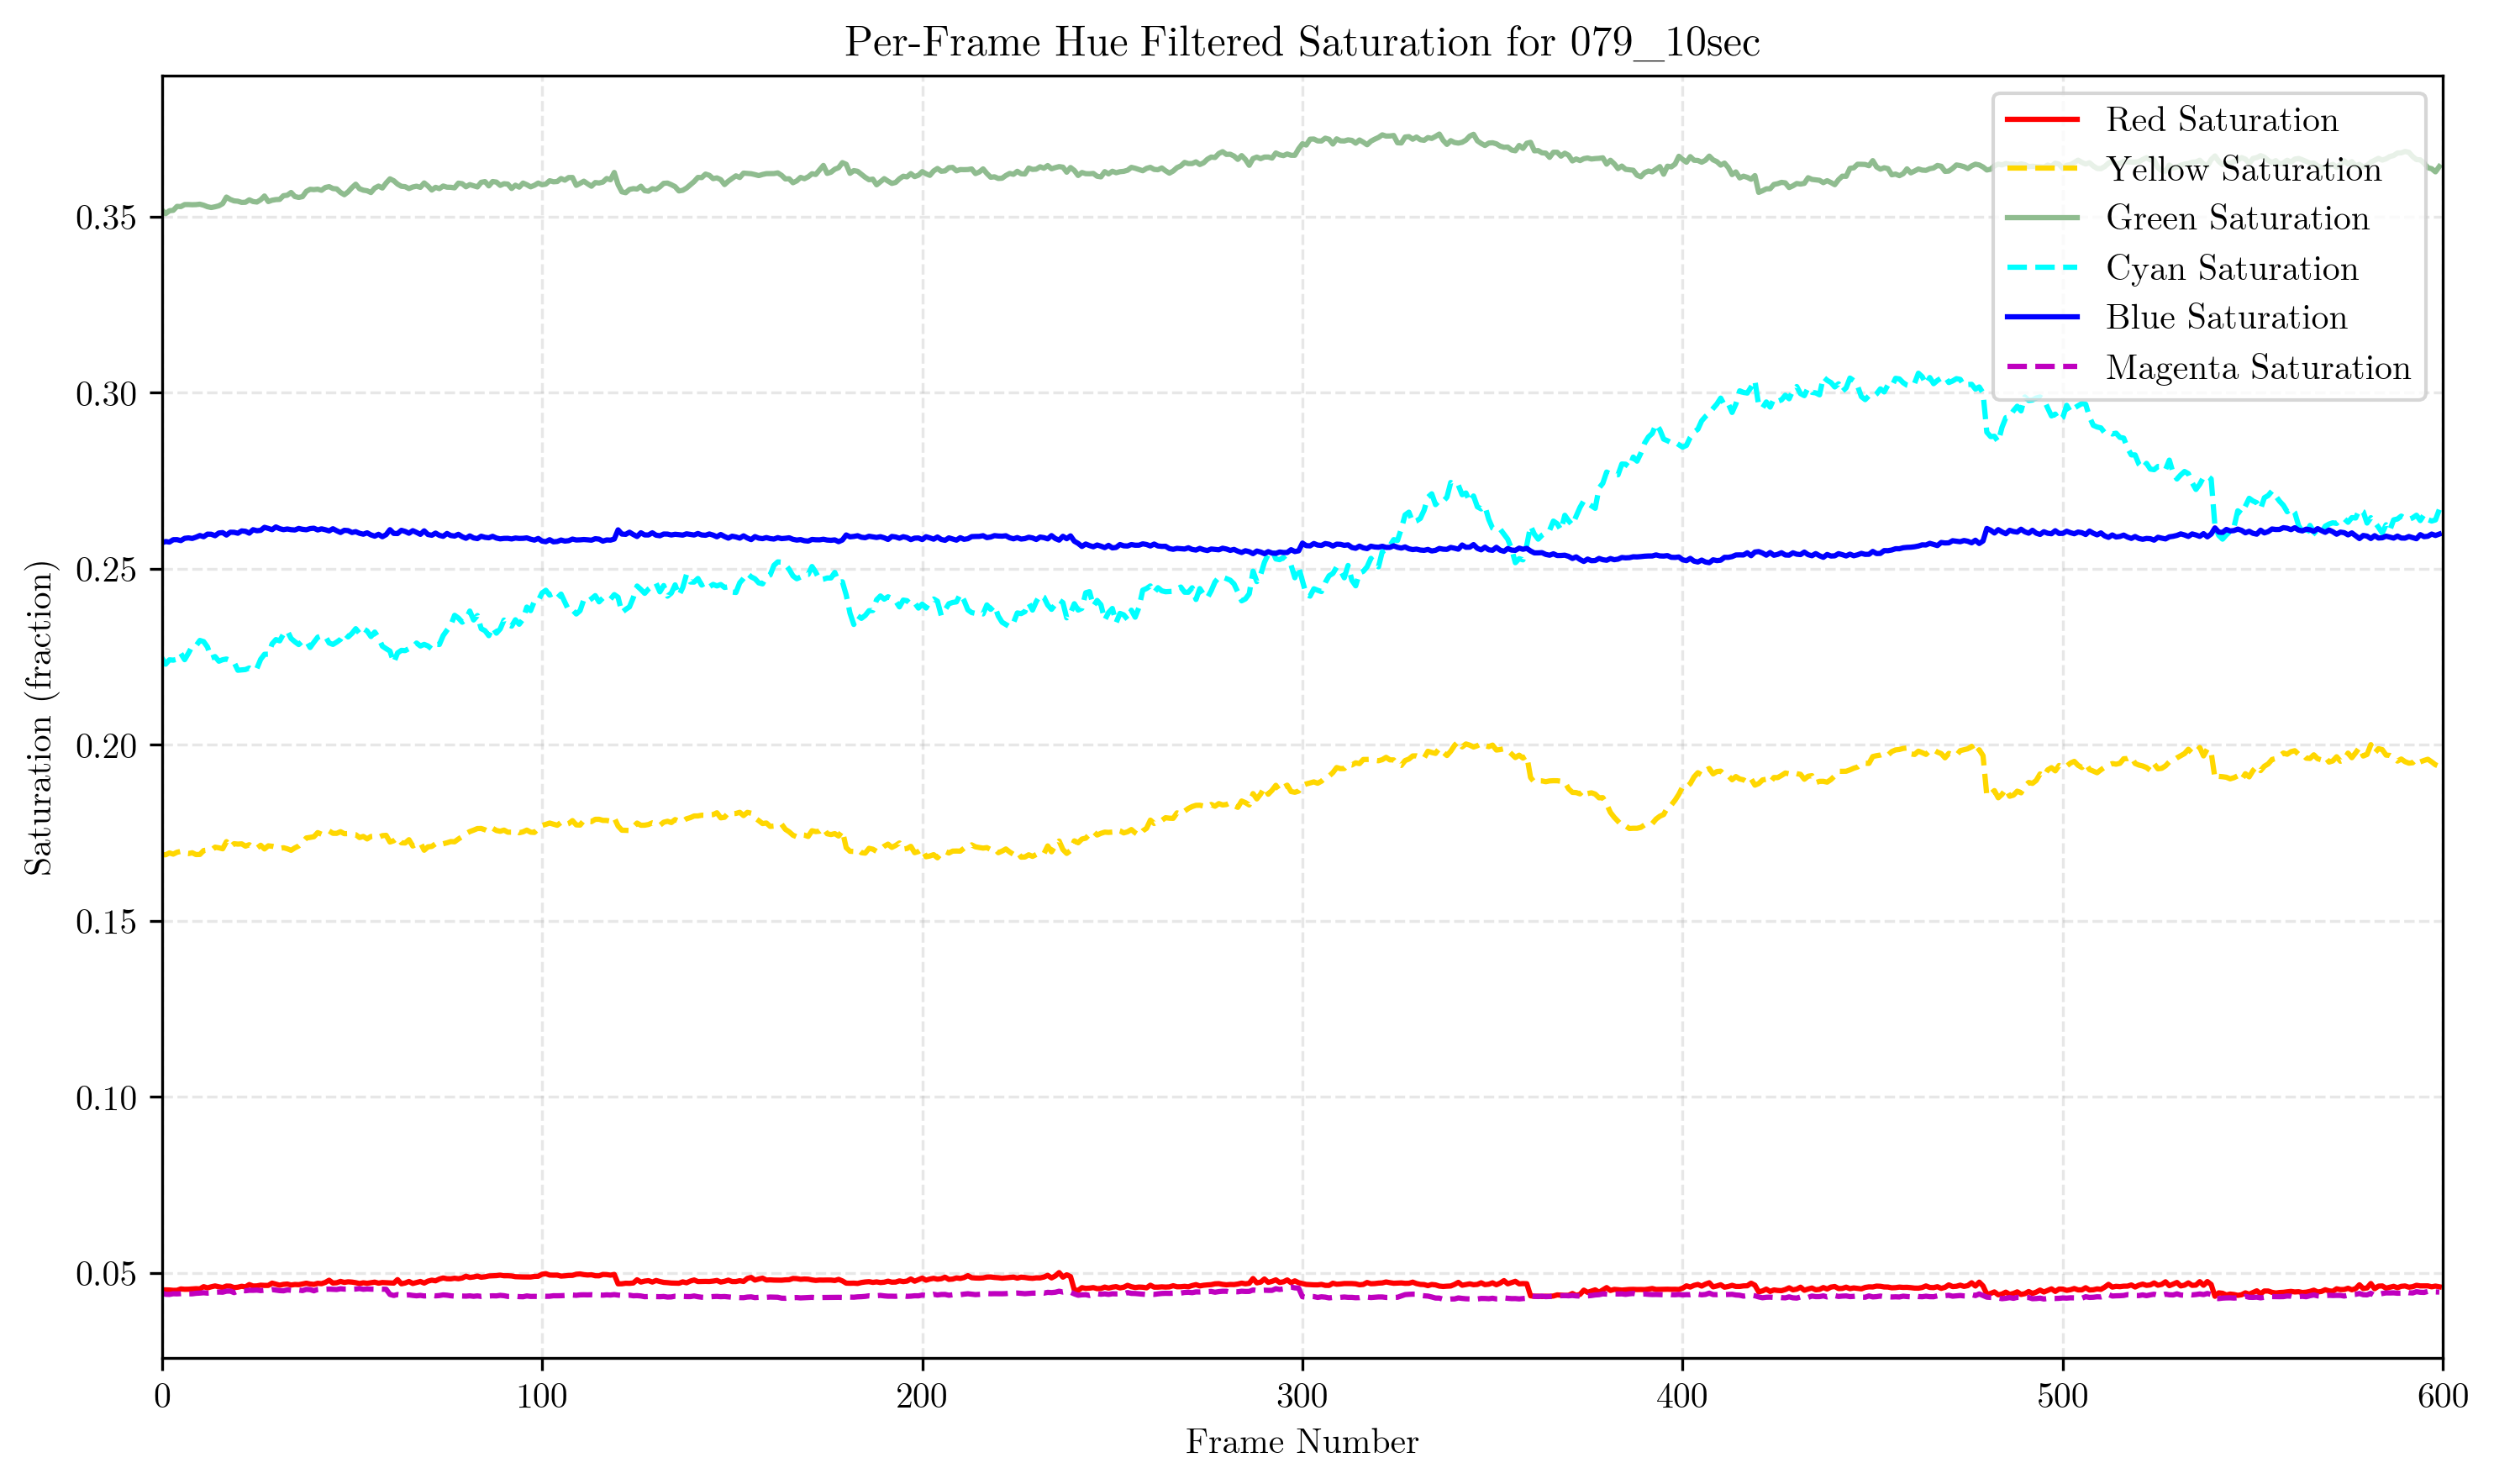 Per-Frame Hue Filtered Saturation for 079_10sec
Red Saturation
Yellow Saturation
Green Saturation
Cyan Saturation
Blue Saturation
Magenta Saturation
Saturation (fraction)
0.35
0.30
0.25
0.20
0.15
0.10
0.05
0 100 200 300 400 500 600
Frame Number